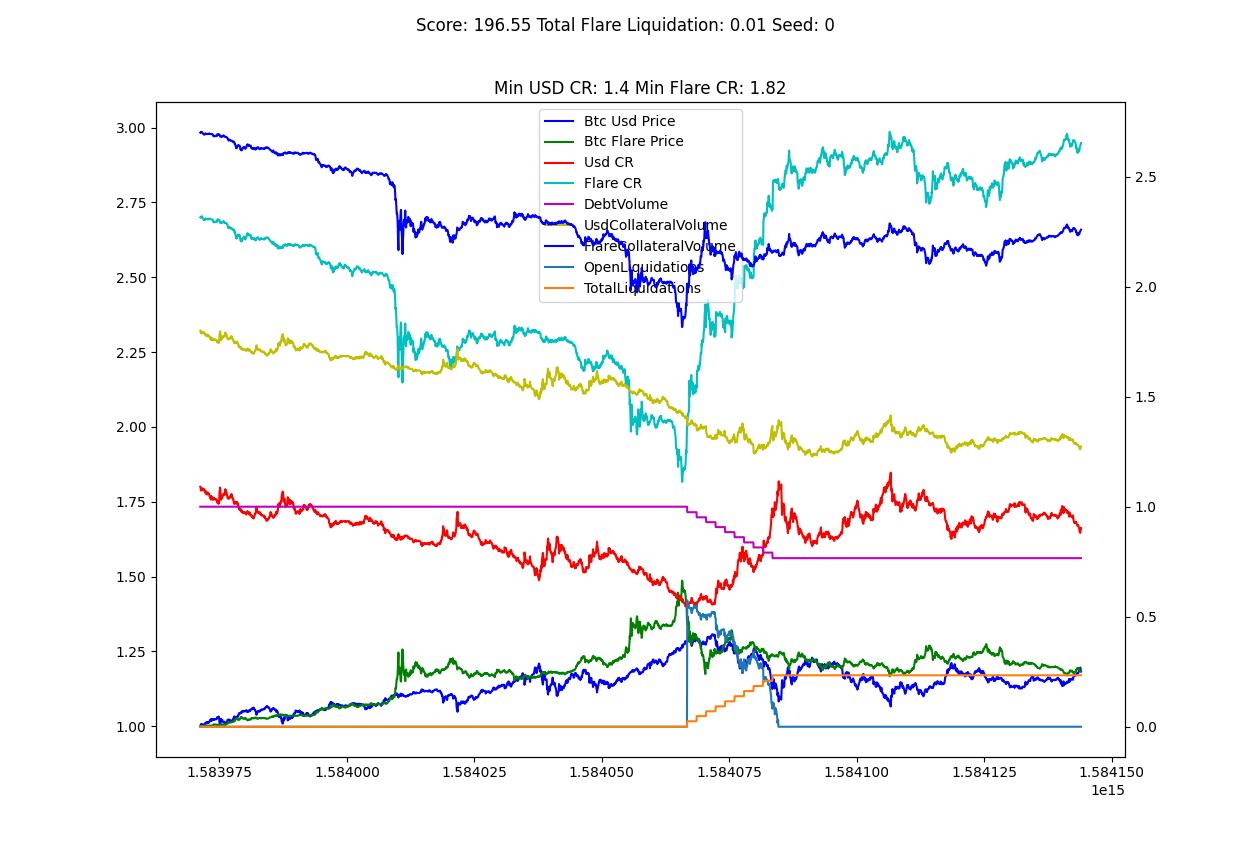 Score: 196.55 Total Flare Liquidation: 0.01 Seed: 0
Min USD CR: 1.4 Min Flare CR: 1.82
Btc Usd Price
Btc Flare Price
Usd CR
Flare CR
DebtVolume
UsdCollateralVolume
FlareCollateralVolume
OpenLiquidations
TotalLiquidations
3.00
2.75
2.50
2.25
2.00
1.75
1.50
1.25
1.00
2.5
2.0
1.5
1.0
0.5
0.0
1.583975 1.584000 1.584025 1.584050 1.584075 1.584100 1.584125 1.584150
1e15